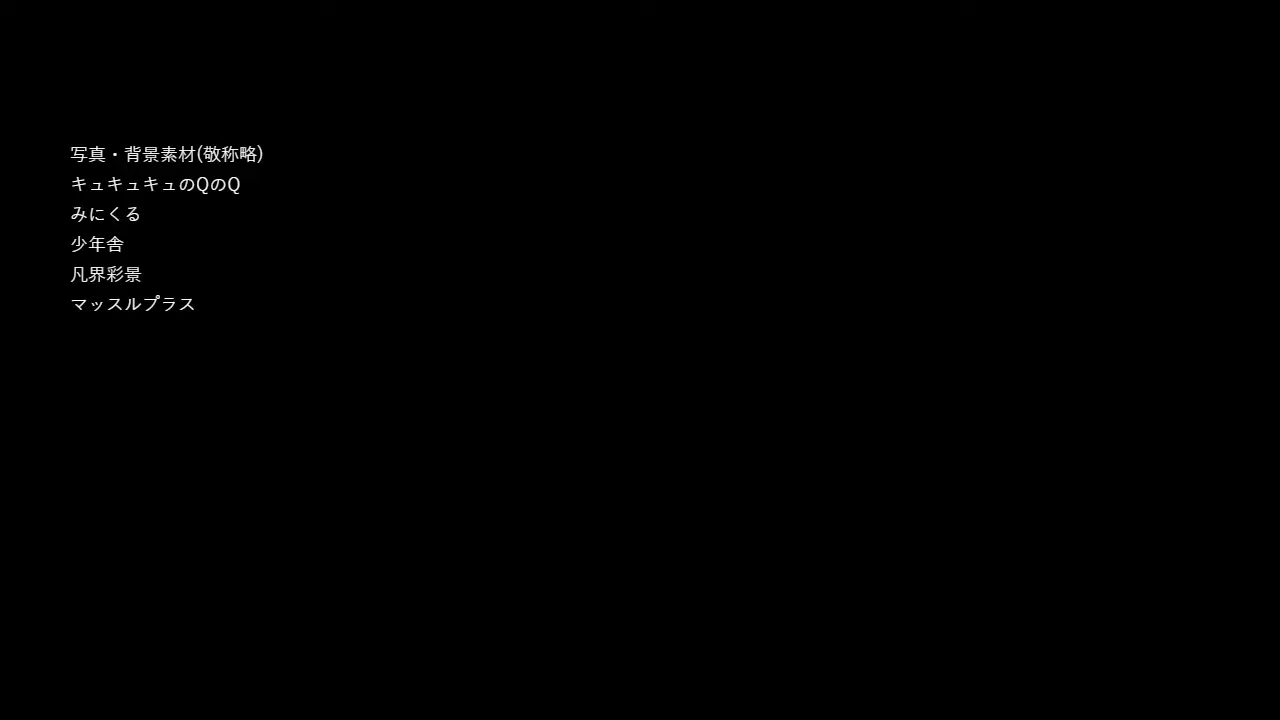 写真・背景素材(敬称略)
キュキュキュのQのQ
みにくる
少年舎
凡界彩景
マッスルプラス